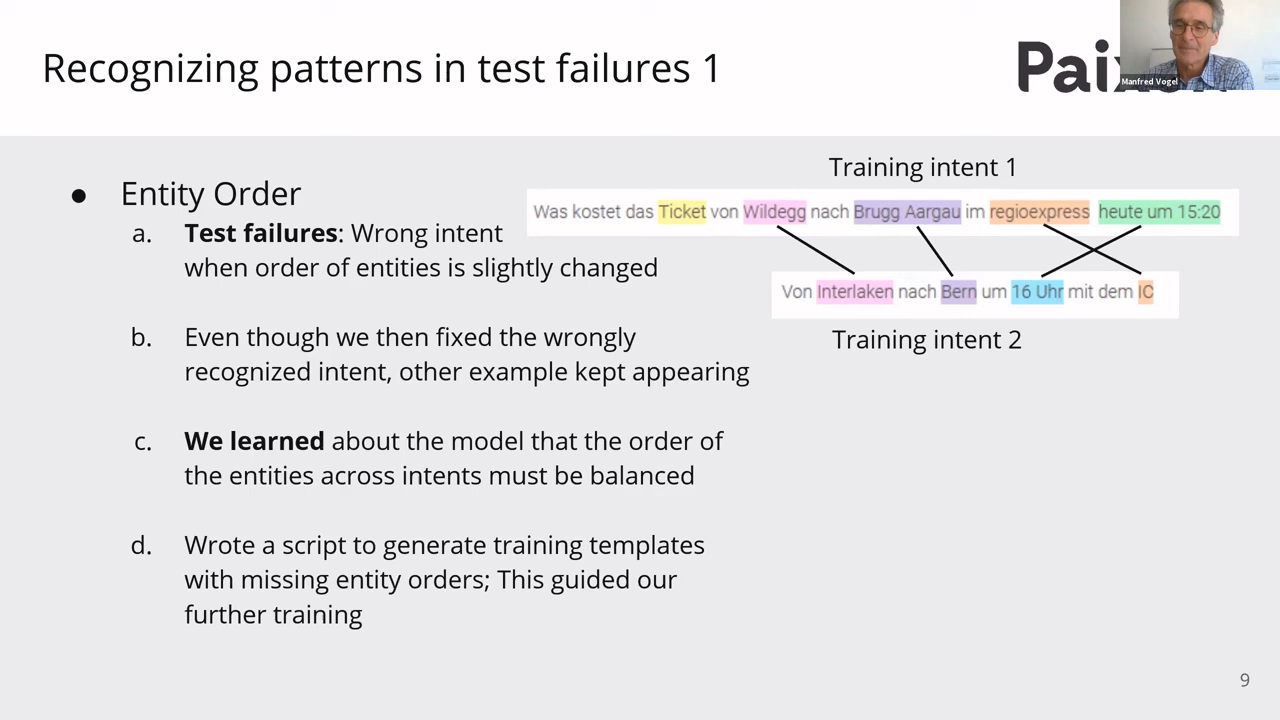 Recognizing patterns in test failures 1
Manfred Vogel
● Entity Order
a. Test failures: Wrong intent
when order of entities is slightly changed
b. Even though we then fixed the wrongly
recognized intent, other example kept appearing
c. We learned about the model that the order of
the entities across intents must be balanced
d. Wrote a script to generate training templates
with missing entity orders; This guided our
further training
Training intent 1
Was kostet das Ticket von Wildegg nach Brugg Aargau im regioexpress heute um 15:20
Von Interlaken nach Bern um 16 Uhr mit dem IC
Training intent 2
9